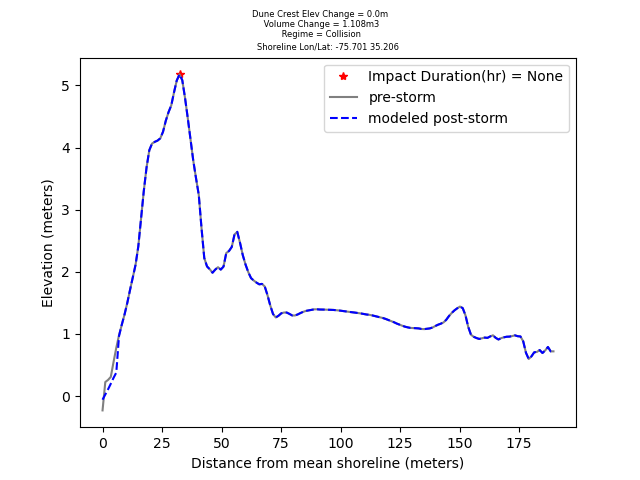 Dune Crest Elev Change = 0.0m
Volume Change = 1.108m3
Regime = Collision
Shoreline Lon/Lat: -75.701 35.206
Impact Duration(hr) = None
pre-storm
modeled post-storm
Elevation (meters)
5
4
3
2
1
0
0 25 50 75 100 125 150 175
Distance from mean shoreline (meters)